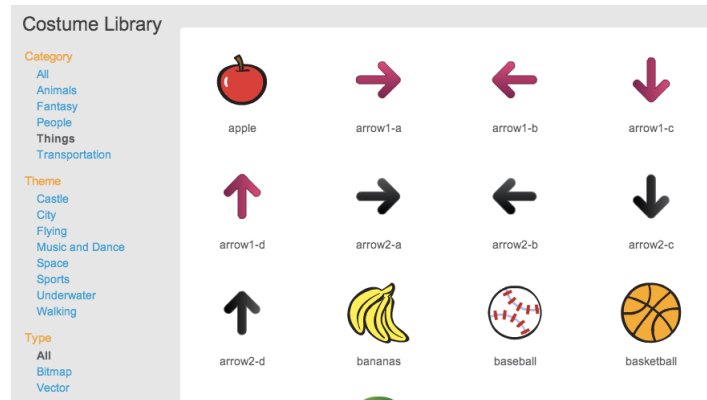 Costume Library
Category
All
Animals
Fantasy
People
Things
Transportation
Theme
Castle
City
Flying
Music and Dance
Space
Sports
Underwater
Walking
Type
All
Bitmap
Vector
apple arrow1-a arrow1-b arrow1-c
arrow1-d arrow2-a arrow2-b arrow2-c
arrow2-d bananas baseball basketball